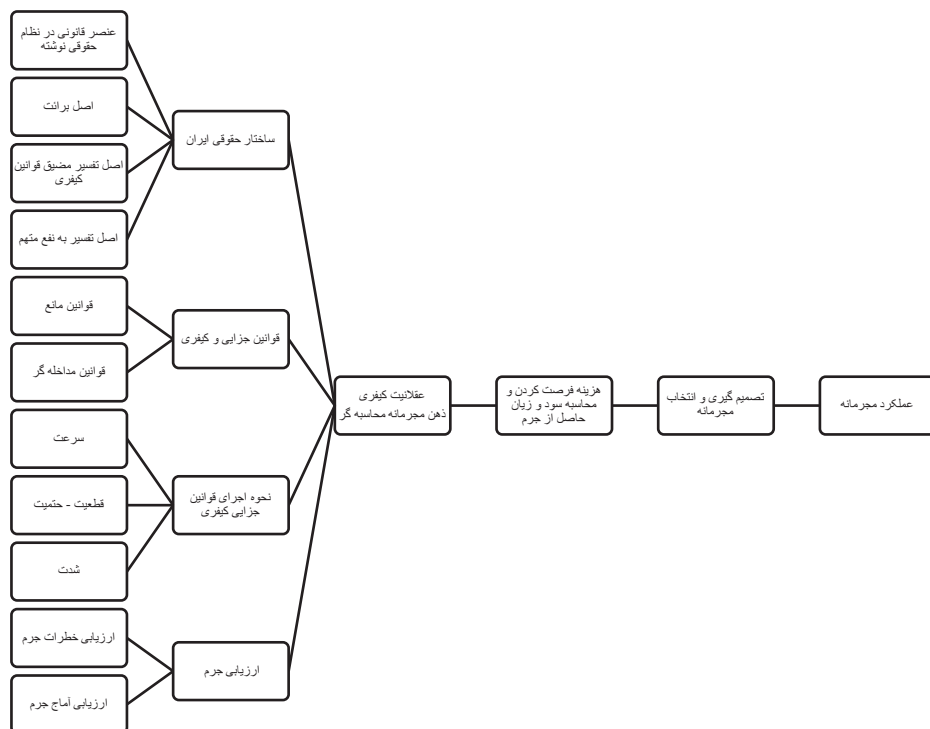 عنصر قانونی در نظام
حقوقی نوشته
اصل برائت
اصل تفسیر مضیق قوانین
کیفری
اصل تفسیر به نفع متهم
قوانین مانع
قوانین مداخله گر
سرعت
قطعیت - حتمیت
شدت
ارزیابی خطرات جرم
ارزیابی آماج جرم
ساختار حقوقی ایران
قوانین جزایی و کیفری
نحوه اجرای قوانین
جزایی کیفری
ارزیابی جرم
عقلانیت کیفری
ذهن مجرمانه محاسبه گر
هزینه فرصت کردن و
محاسبه سود و زیان
حاصل از جرم
تصمیم گیری و انتخاب
مجرمانه
عملکرد مجرمانه